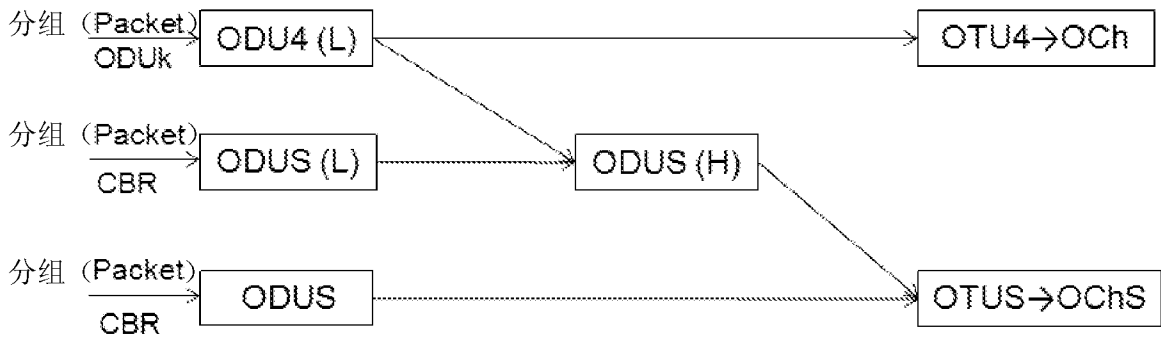 分组（Packet)
ODUk
ODU4 (L)
OTU4→OCh
分组（Packet)
CBR
ODUS (L)
ODUS (H)
分组（Packet)
CBR
ODUS
OTUS→OChS